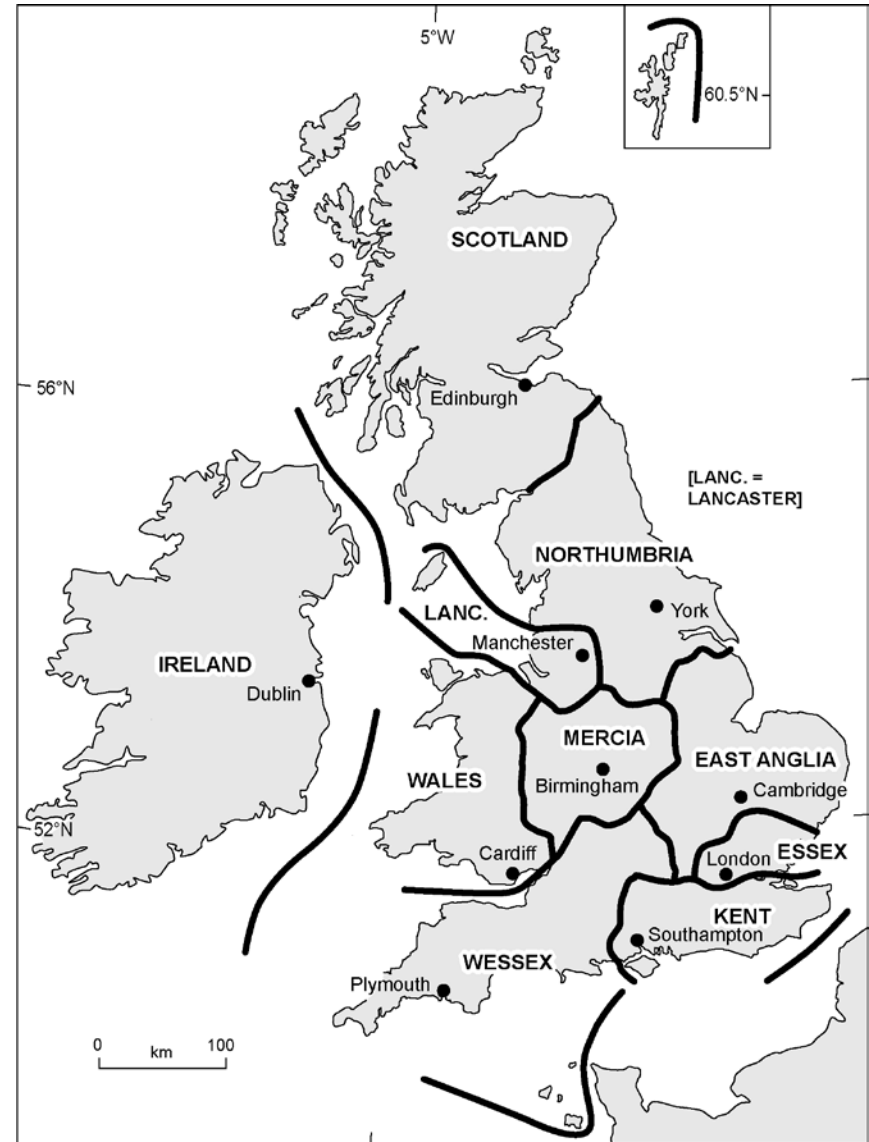 5°W
60.5°N
SCOTLAND
56°N
Edinburgh
[LANC. =
LANCASTER]
NORTHUMBRIA
LANC.
York
Manchester
IRELAND
Dublin
MERCIA
EAST ANGLIA
WALES
Birmingham
Cambridge
52°N
Cardiff
London
ESSEX
KENT
Southampton
WESSEX
Plymouth
0 100
km